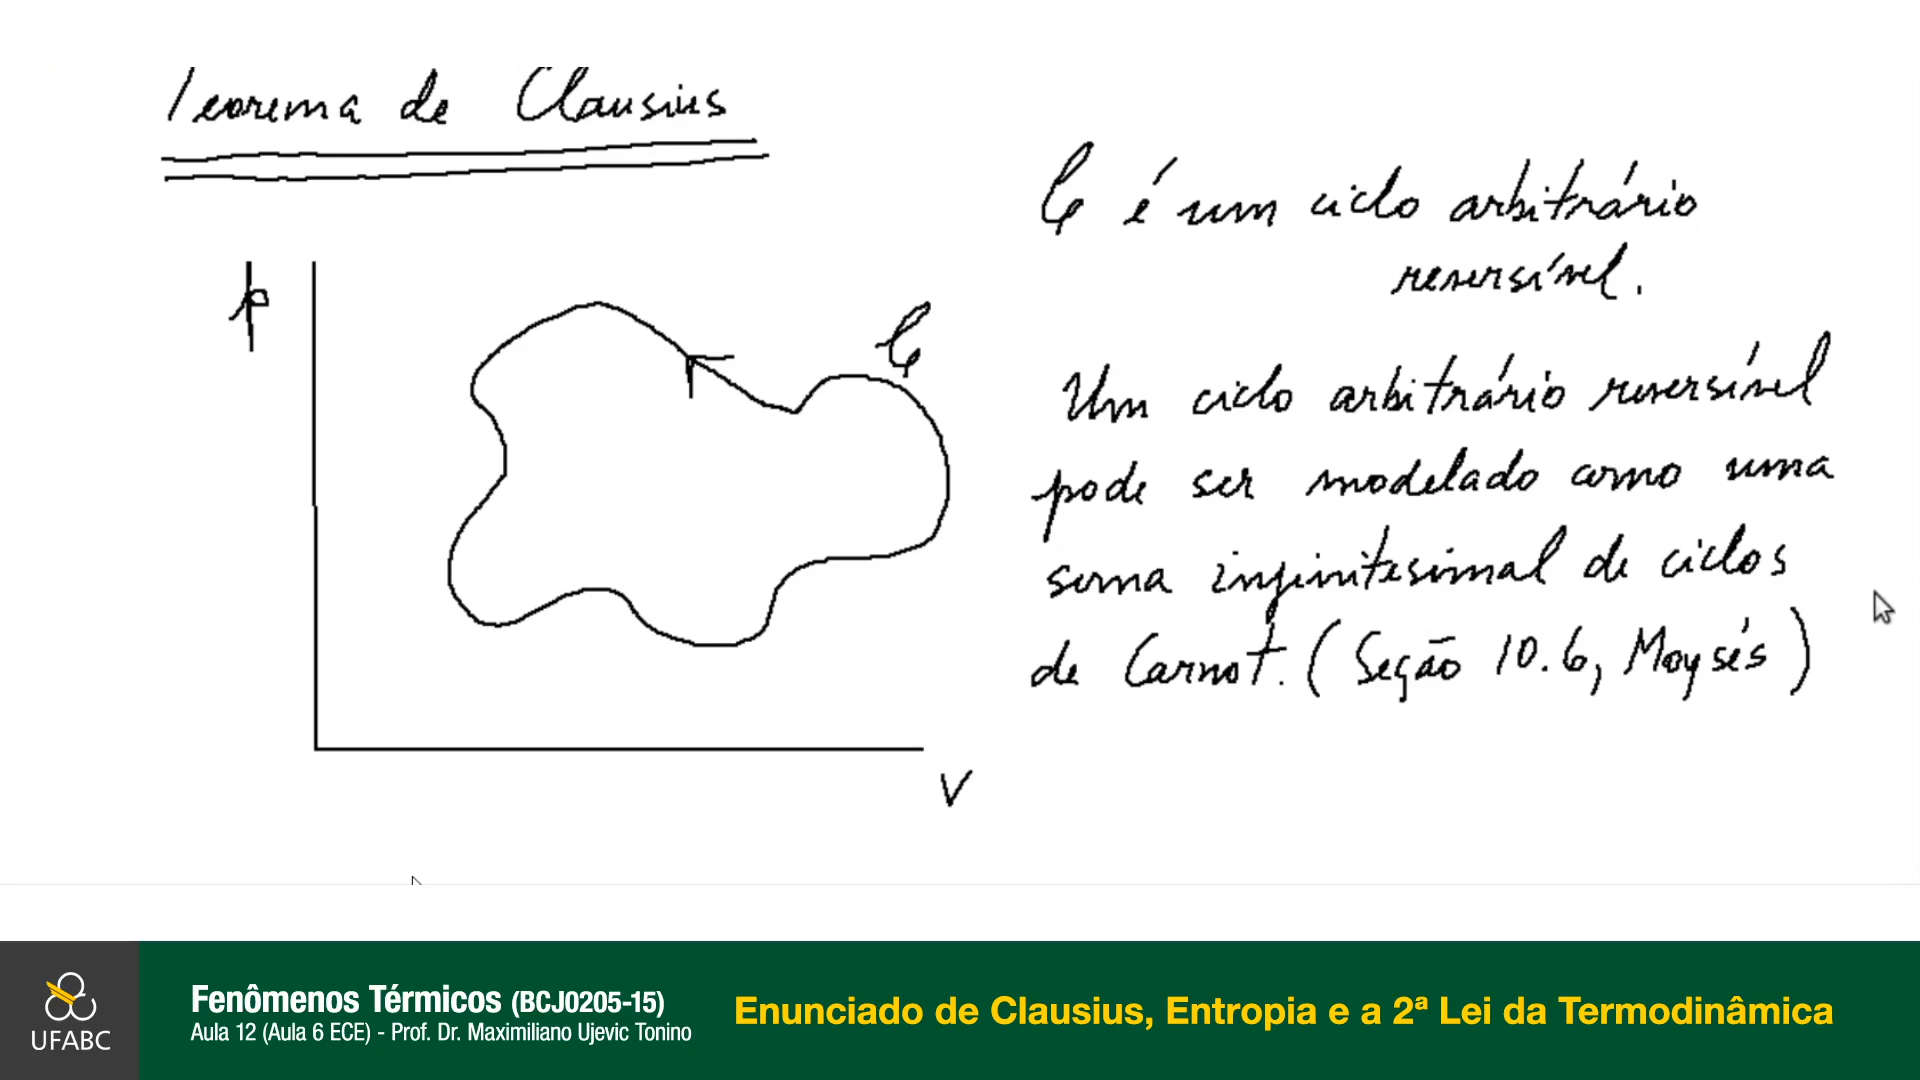 Teorema de Clausius
C é um ciclo arbitrário
reversível.
p
C
Um ciclo arbitrário reversível
pode ser modelado como uma
soma infinitesimal de ciclos
de Carnot. (Seção 10.6, Moysés)
V
UFABC
Fenômenos Térmicos (BCJ0205-15)
Aula 12 (Aula 6 ECE) - Prof. Dr. Maximiliano Ujevic Tonino
Enunciado de Clausius, Entropia e a 2ª Lei da Termodinâmica